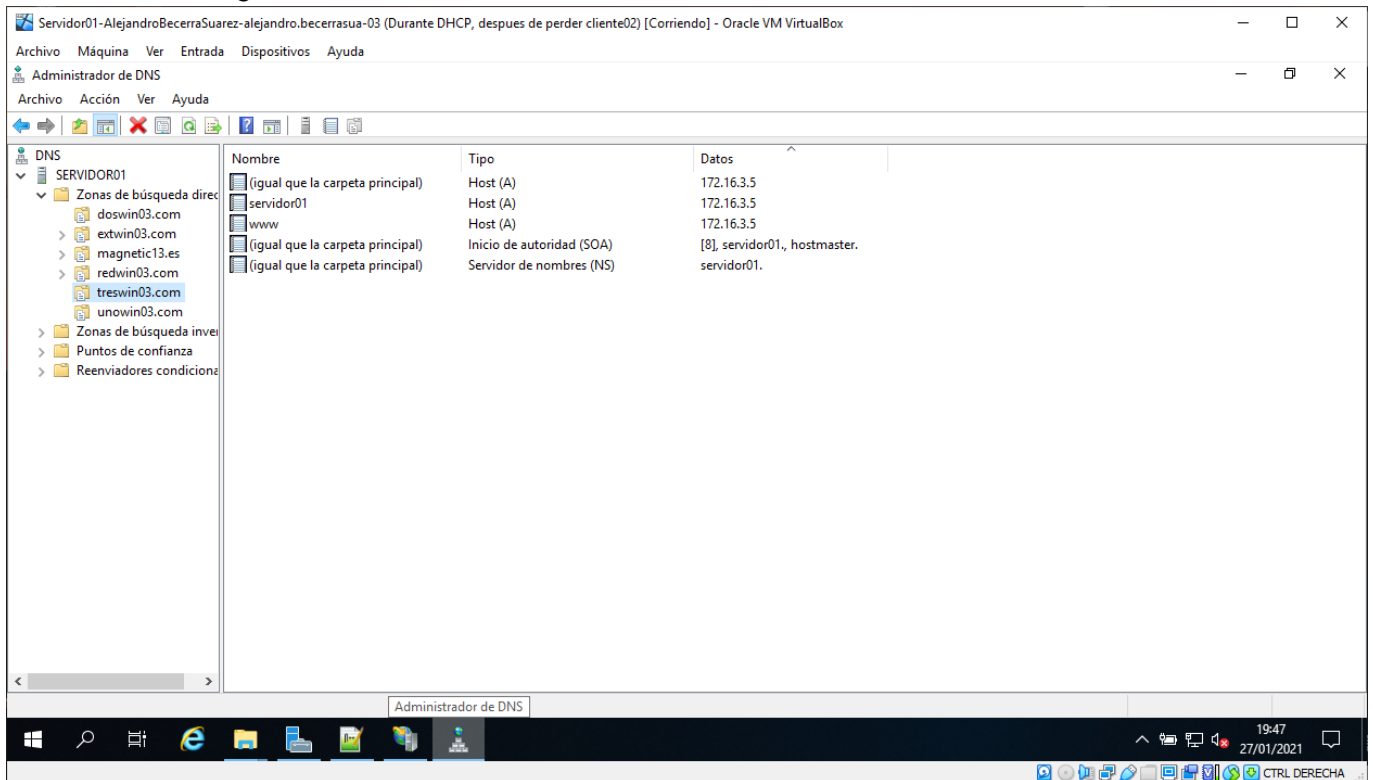 Servidor01-AlejandroBecerraSuarez-alejandro.becerrasua-03 (Durante DHCP, despues de perder cliente02) [Corriendo] - Oracle VM VirtualBox
Archivo Máquina Ver Entrada Dispositivos Ayuda
Administrador de DNS
Archivo Acción Ver Ayuda
DNS
SERVIDOR01
Zonas de búsqueda direc
doswin03.com
extwin03.com
magnetic13.es
redwin03.com
treswin03.com
unowin03.com
Zonas de búsqueda inver
Puntos de confianza
Reenviadores condiciona
Nombre Tipo Datos
(igual que la carpeta principal) Host (A) 172.16.3.5
servidor01 Host (A) 172.16.3.5
www Host (A) 172.16.3.5
(igual que la carpeta principal) Inicio de autoridad (SOA) [8], servidor01., hostmaster.
(igual que la carpeta principal) Servidor de nombres (NS) servidor01.
Administrador de DNS
19:47
27/01/2021
CTRL DERECHA